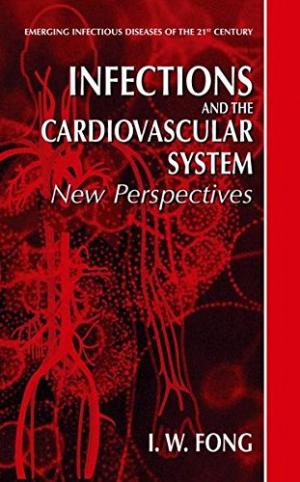 EMERGING INFECTIOUS DISEASES OF THE 21ST CENTURY
INFECTIONS
AND THE
CARDIOVASCULAR
SYSTEM
New Perspectives
I. W. FONG